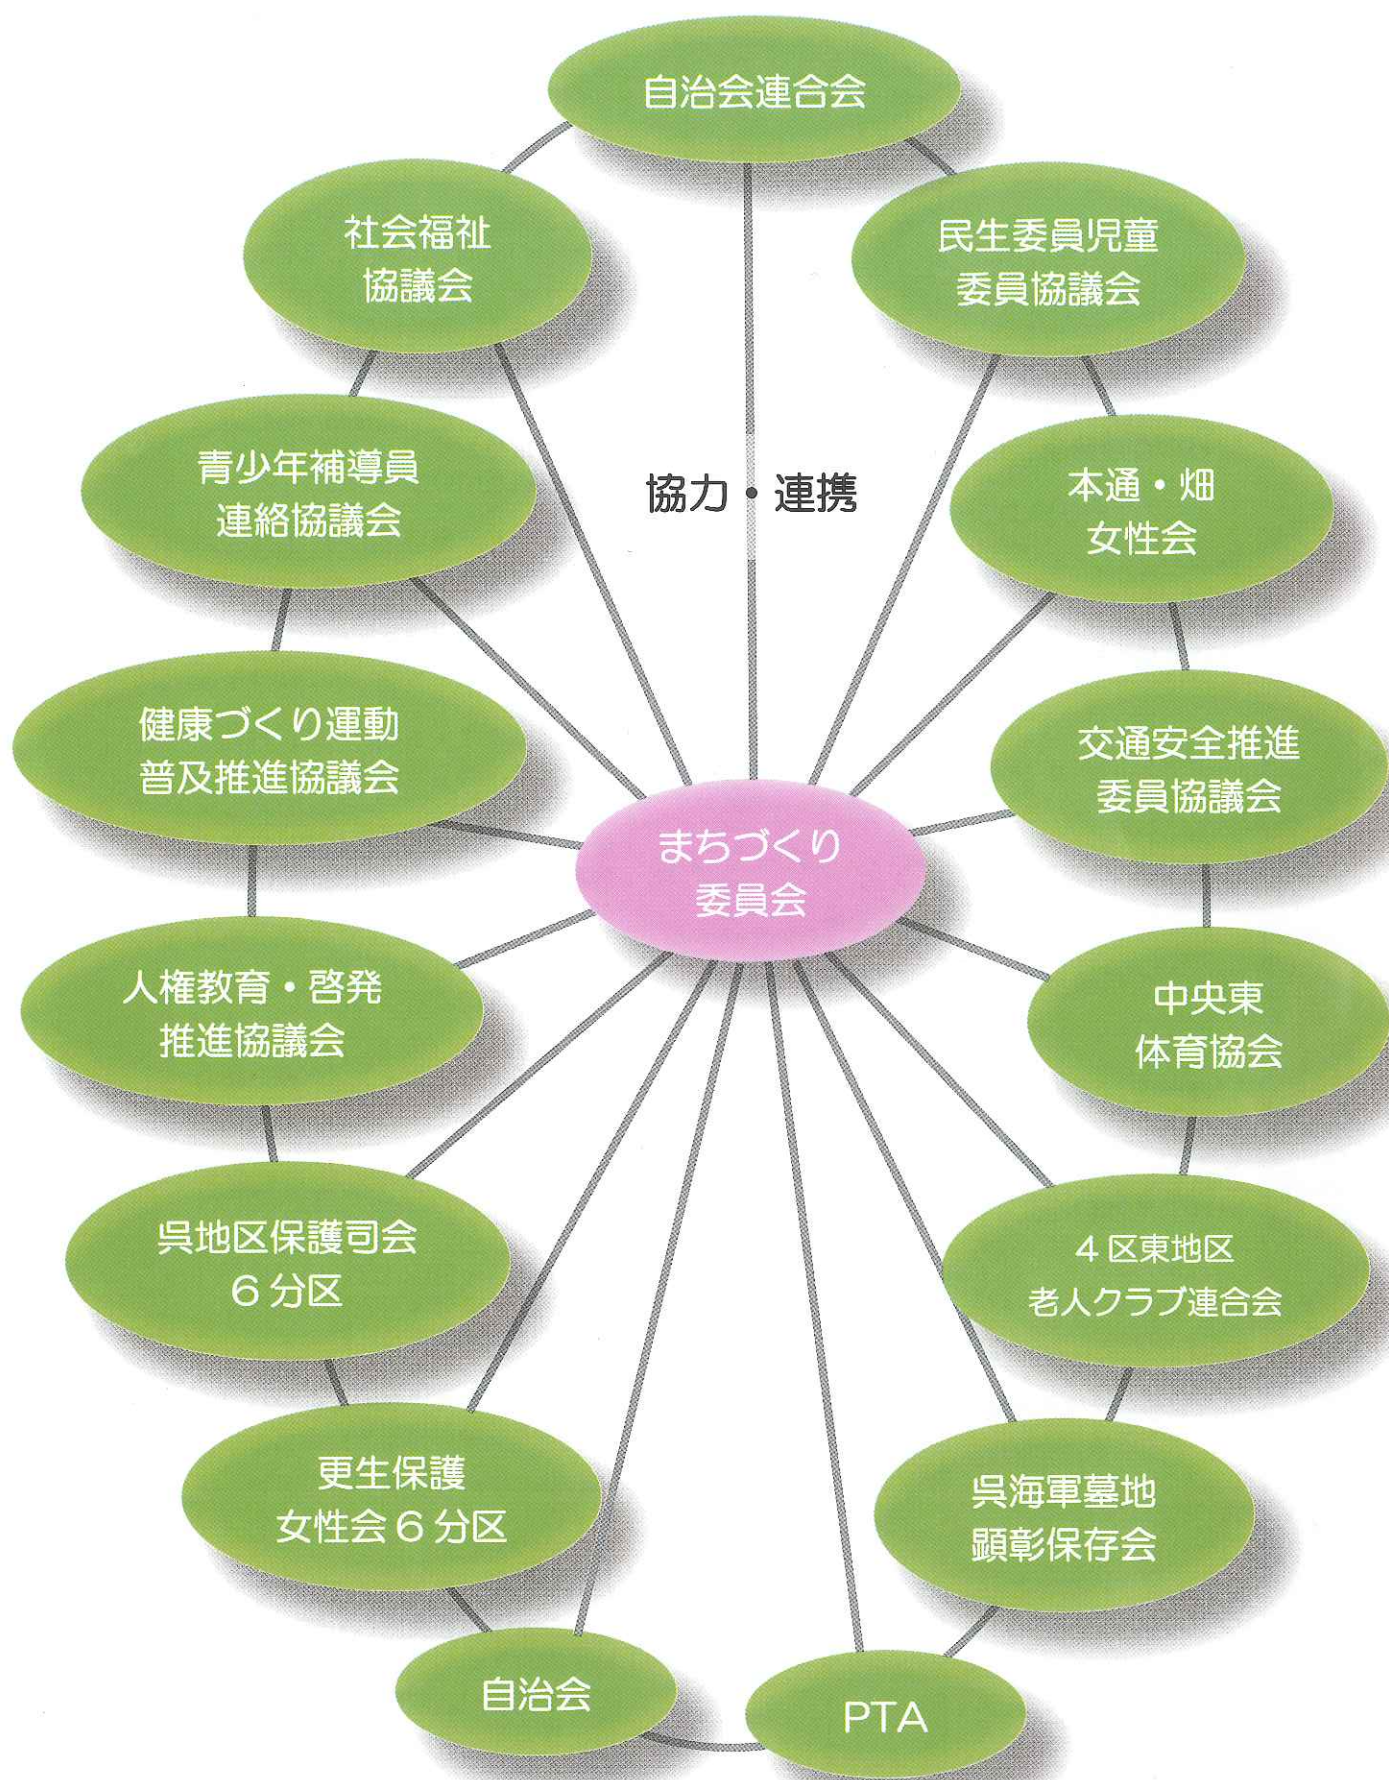 自治会連合会
社会福祉
協議会
民生委員児童
委員協議会
青少年補導員
連絡協議会
協力・連携
本通・畑
女性会
健康づくり運動
普及推進協議会
交通安全推進
委員協議会
まちづくり
委員会
人権教育・啓発
推進協議会
中央東
体育協会
呉地区保護司会
6分区
4区東地区
老人クラブ連合会
更生保護
女性会6分区
呉海軍墓地
顕彰保存会
自治会
PTA